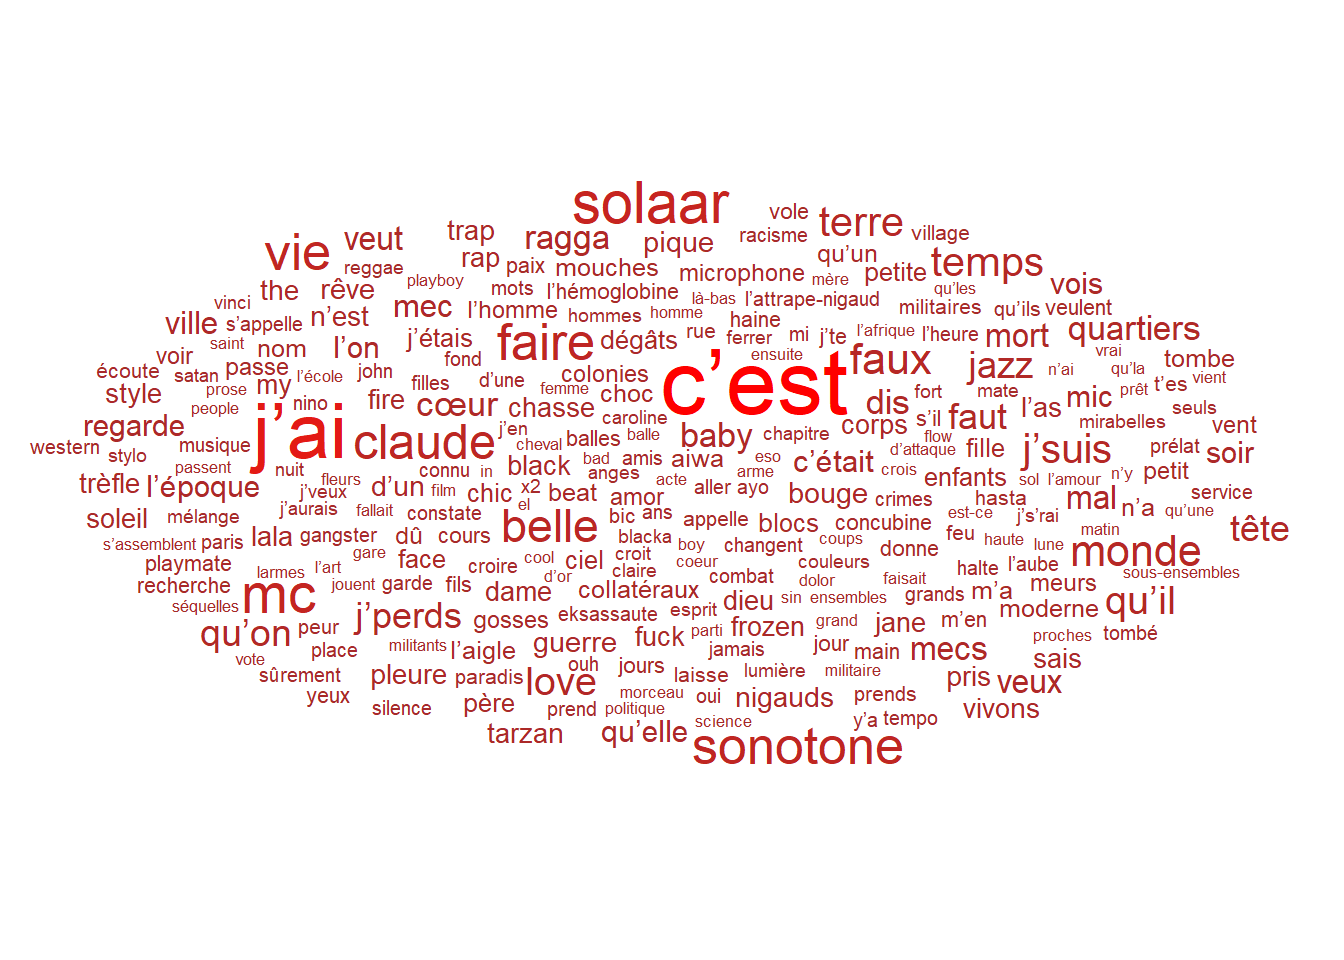 solaar
vole
terre
village
vie
veut
trap
ragga
pique
racisme
qu’un
temps
reggae
rap
paix
mouches
microphone
mère
petite
vois
playboy
the
rêve
mots
l’hémoglobine
là-bas
l’attrape-nigaud
qu’les
militaires
qu’ils
veulent
vinci
mec
l’homme
hommes
homme
haine
ville
s’appelle
n’est
j’étais
faire
dégâts
rue
ferrer
mi
j’te
l’afrique
l’heure
mort
quartiers
saint
nom
l’on
ensuite
faux
jazz
vrai
tombe
voir
passe
fond
c’est
n’ai
qu’la
écoute
satan
l’école
john
filles
d’une
colonies
vient
style
prose
my
fire
femme
choc
dis
fort
mate
mic
prêt
t’es
people
nino
cœur
chasse
caroline
corps
s’il
faut
l’as
seuls
regarde
j’ai
claude
j’en
baby
chapitre
flow
mirabelles
vent
western
musique
cheval
balles
balle
d’attaque
fille
j’suis
prélat
soir
stylo
passent
nuit
connu
in
black
bad
amis
aiwa
eso
c’était
crois
trèfle
l’époque
fleurs
anges
acte
arme
enfants
sol
l’amour
n’y
petit
j’veux
d’un
film
chic
x2
beat
amor
aller
ayo
bouge
crimes
hasta
mal
n’a
service
j’aurais
fallait
constate
el
bic
ans
est-ce
j’s’rai
qu’une
soleil
mélange
belle
appelle
blocs
concubine
matin
tête
s’assemblent
paris
lala
gangster
dû
cours
blacka
coups
feu
haute
lune
monde
gare
cool
croit
boy
changent
donne
playmate
face
ciel
coeur
couleurs
l’aube
larmes
l’art
croire
claire
combat
halte
sous-ensembles
recherche
jouent
garde
fils
d’or
collatéraux
dolor
faisait
meurs
mc
dame
dieu
sin
ensembles
grands
m’a
séquelles
j’perds
gosses
eksassaute
esprit
moderne
qu’il
qu’on
peur
parti
frozen
grand
jane
m’en
proches
tombé
militants
guerre
fuck
jour
vote
place
l’aigle
jamais
main
mecs
sais
sûrement
pleure
paradis
ouh
jours
laisse
lumière
militaire
pris
veux
love
yeux
père
morceau
oui
nigauds
prends
silence
prend
politique
vivons
science
y’a
tempo
tarzan
qu’elle
sonotone